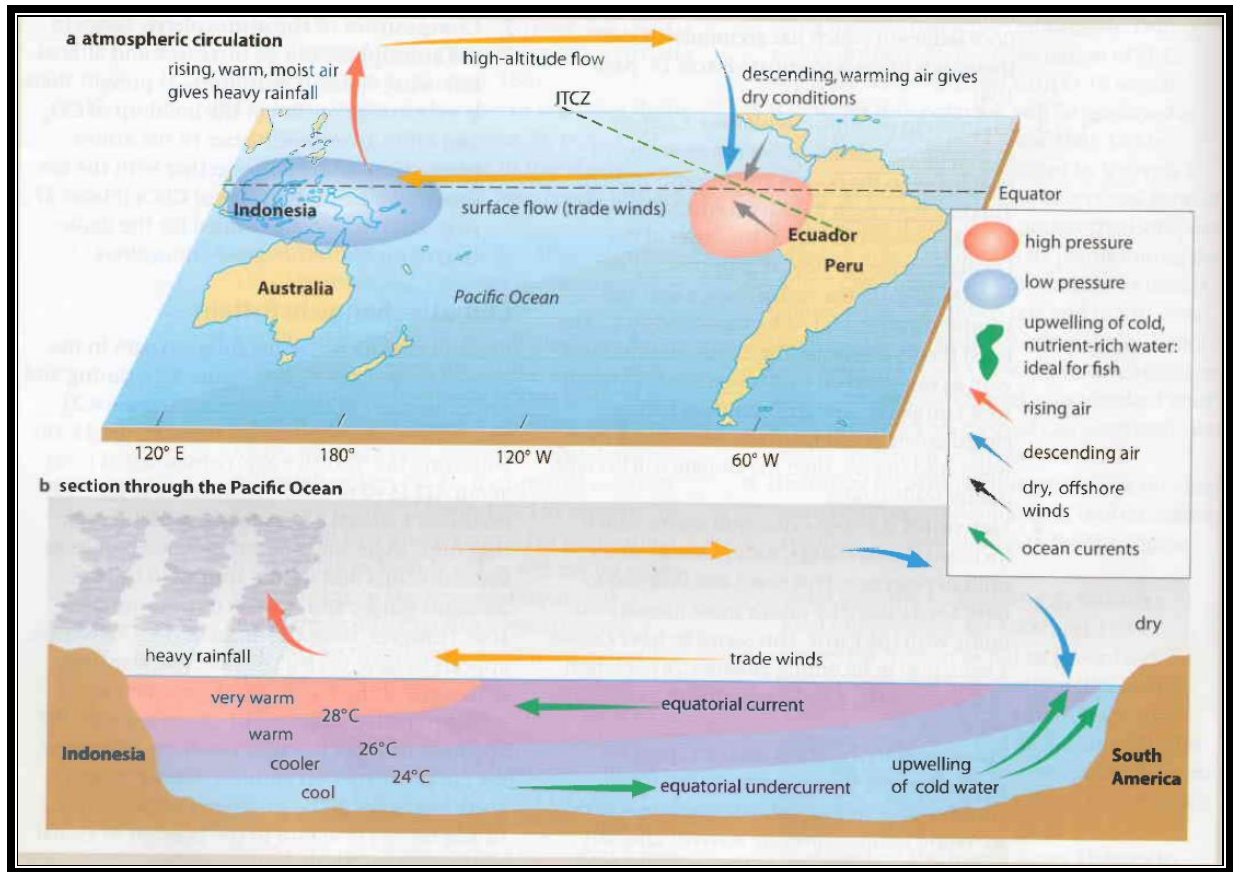 a atmospheric circulation
rising, warm, moist air
gives heavy rainfall
high-altitude flow
JTCZ
descending, warming air gives
dry conditions
Equator
Indonesia
surface flow (trade winds)
Ecuador
Peru
Australia
Pacific Ocean
120° E
180°
120° W
60° W
high pressure
low pressure
upwelling of cold,
nutrient-rich water:
ideal for fish
rising air
descending air
dry, offshore
winds
ocean currents
b section through the Pacific Ocean
heavy rainfall
trade winds
dry
very warm
28°C
warm
26°C
cooler
24°C
cool
equatorial current
equatorial undercurrent
upwelling
of cold water
Indonesia
South
America